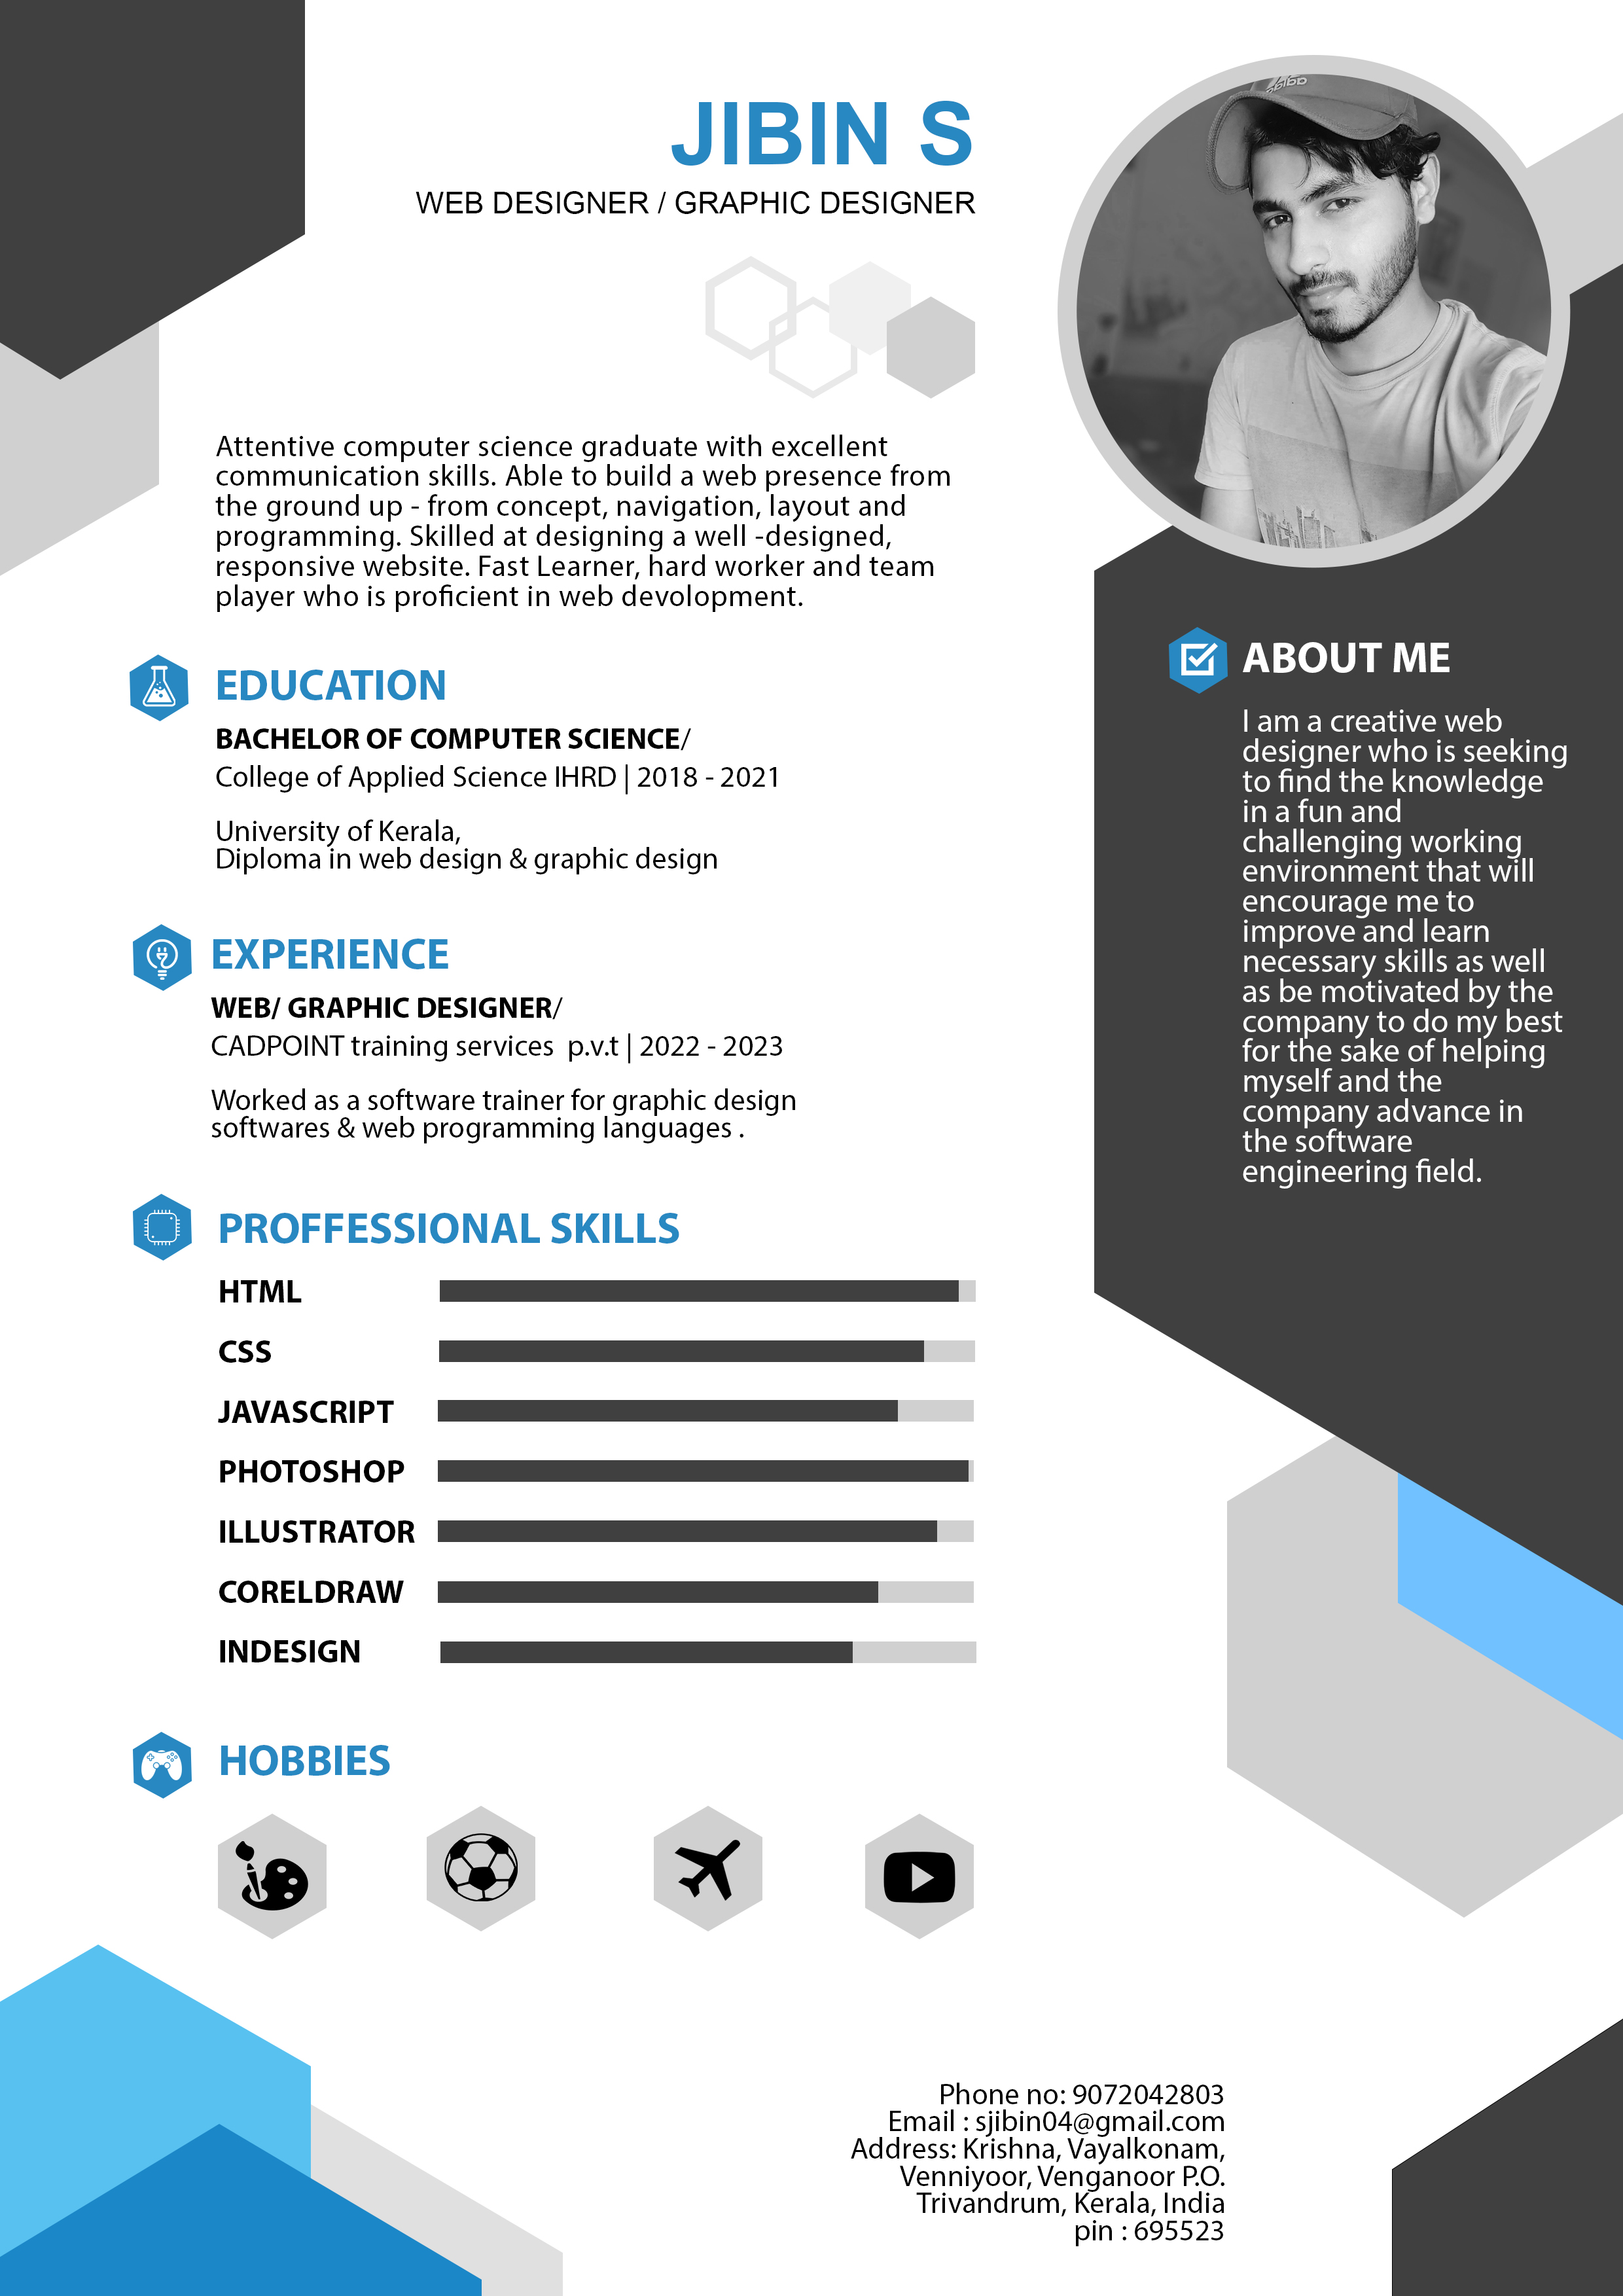 JIBIN S
WEB DESIGNER / GRAPHIC DESIGNER
Attentive computer science graduate with excellent
communication skills. Able to build a web presence from
the ground up - from concept, navigation, layout and
programming. Skilled at designing a well -designed,
responsive website. Fast Learner, hard worker and team
player who is proficient in web devolopment.
EDUCATION
BACHELOR OF COMPUTER SCIENCE/
College of Applied Science IHRD | 2018 - 2021
University of Kerala,
Diploma in web design & graphic design
EXPERIENCE
WEB/ GRAPHIC DESIGNER/
CADPOINT training services  p.v.t | 2022 - 2023
Worked as a software trainer for graphic design
softwares & web programming languages .
PROFFESSIONAL SKILLS
HTML
CSS
JAVASCRIPT
PHOTOSHOP
ILLUSTRATOR
CORELDRAW
INDESIGN
HOBBIES
adidas
ABOUT ME
I am a creative web
designer who is seeking
to find the knowledge
in a fun and
challenging working
environment that will
encourage me to
improve and learn
necessary skills as well
as be motivated by the
company to do my best
for the sake of helping
myself and the
company advance in
the software
engineering field.
Phone no: 9072042803
Email : sjibin04@gmail.com
Address: Krishna, Vayalkonam,
Venniyoor, Venganoor P.O.
Trivandrum, Kerala, India
pin : 695523